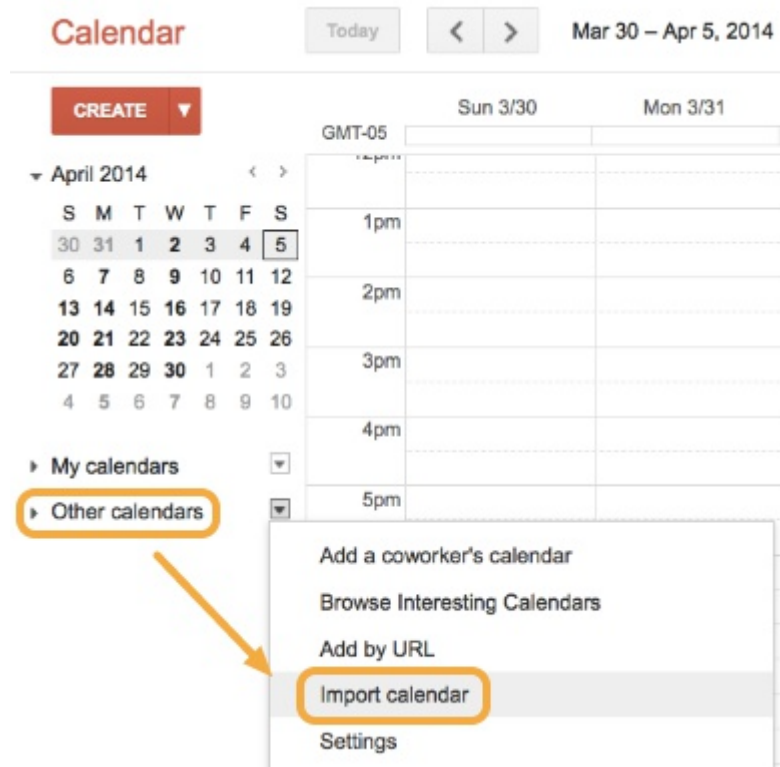 Calendar
Today < > Mar 30 – Apr 5, 2014
CREATE
Sun 3/30 Mon 3/31
GMT-05
April 2014 < >
12pm
S M T W T F S
30 31 1 2 3 4 5
1pm
6 7 8 9 10 11 12
2pm
13 14 15 16 17 18 19
20 21 22 23 24 25 26
3pm
27 28 29 30 1 2 3
4 5 6 7 8 9 10
4pm
My calendars
5pm
Other calendars
Add a coworker's calendar
Browse Interesting Calendars
Add by URL
Import calendar
Settings